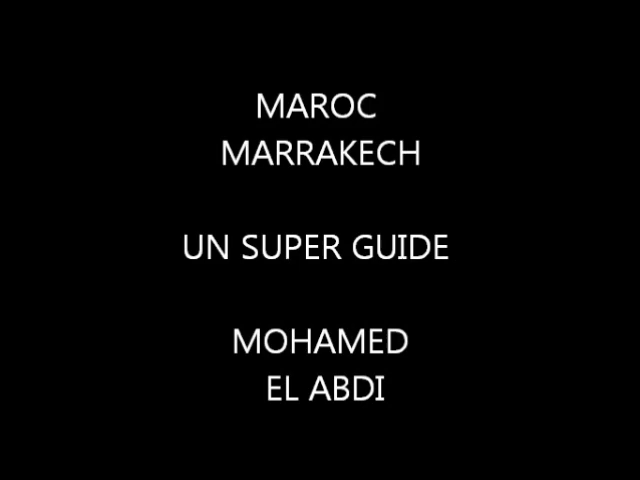 MAROC
MARRAKECH
UN SUPER GUIDE
MOHAMED
EL ABDI